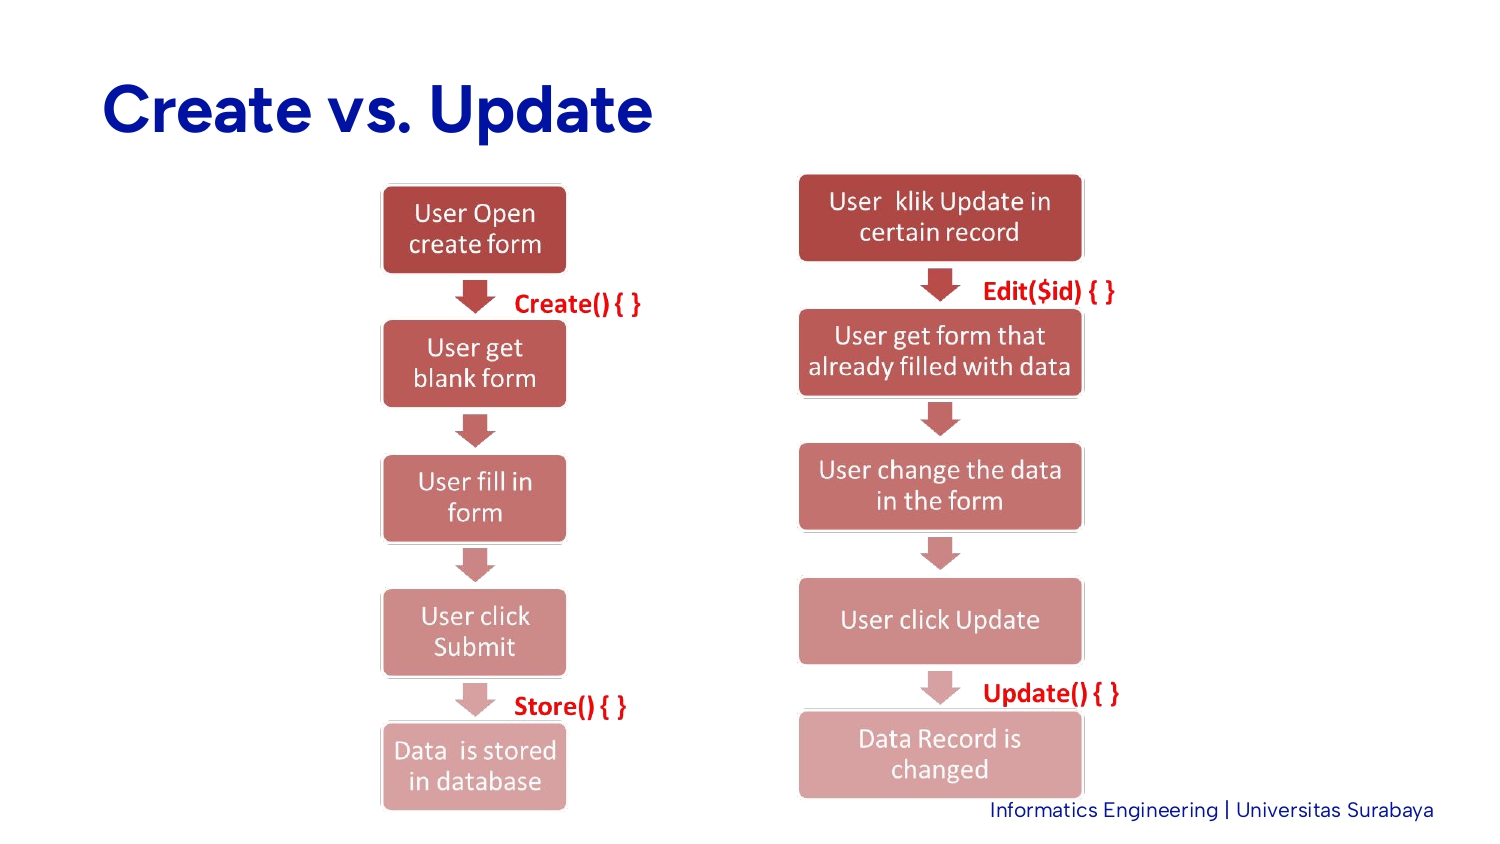 Create vs. Update
User Open
create form
Create() { }
User get
blank form
User fill in
form
User click
Submit
Store() { }
Data is stored
in database
User klik Update in
certain record
Edit($id) { }
User get form that
already filled with data
User change the data
in the form
User click Update
Update() { }
Data Record is
changed
Informatics Engineering | Universitas Surabaya